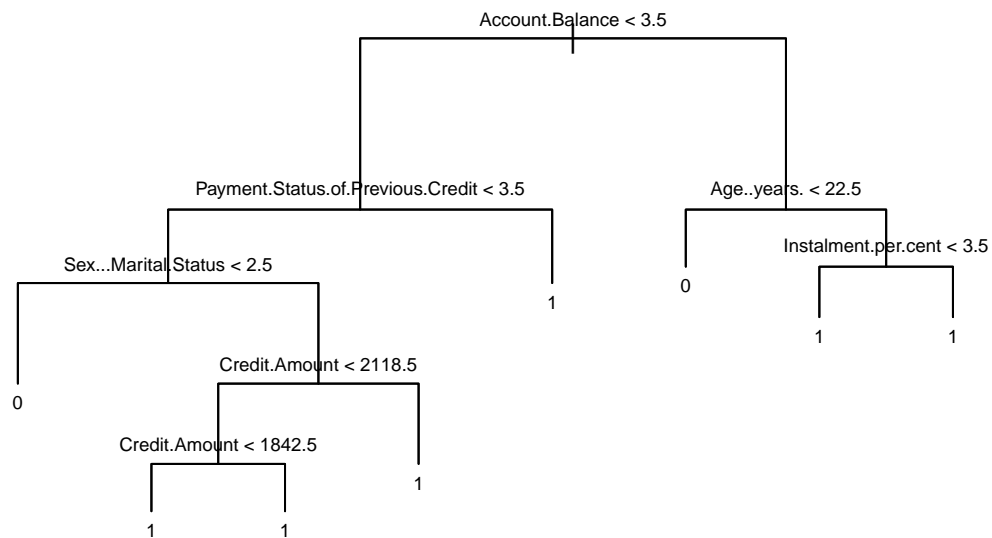 Account.Balance < 3.5
Payment.Status.of.Previous.Credit < 3.5
Age..years. < 22.5
Instalment.per.cent < 3.5
Sex...Marital.Status < 2.5
0
1
1
1
Credit.Amount < 2118.5
0
Credit.Amount < 1842.5
1
1
1